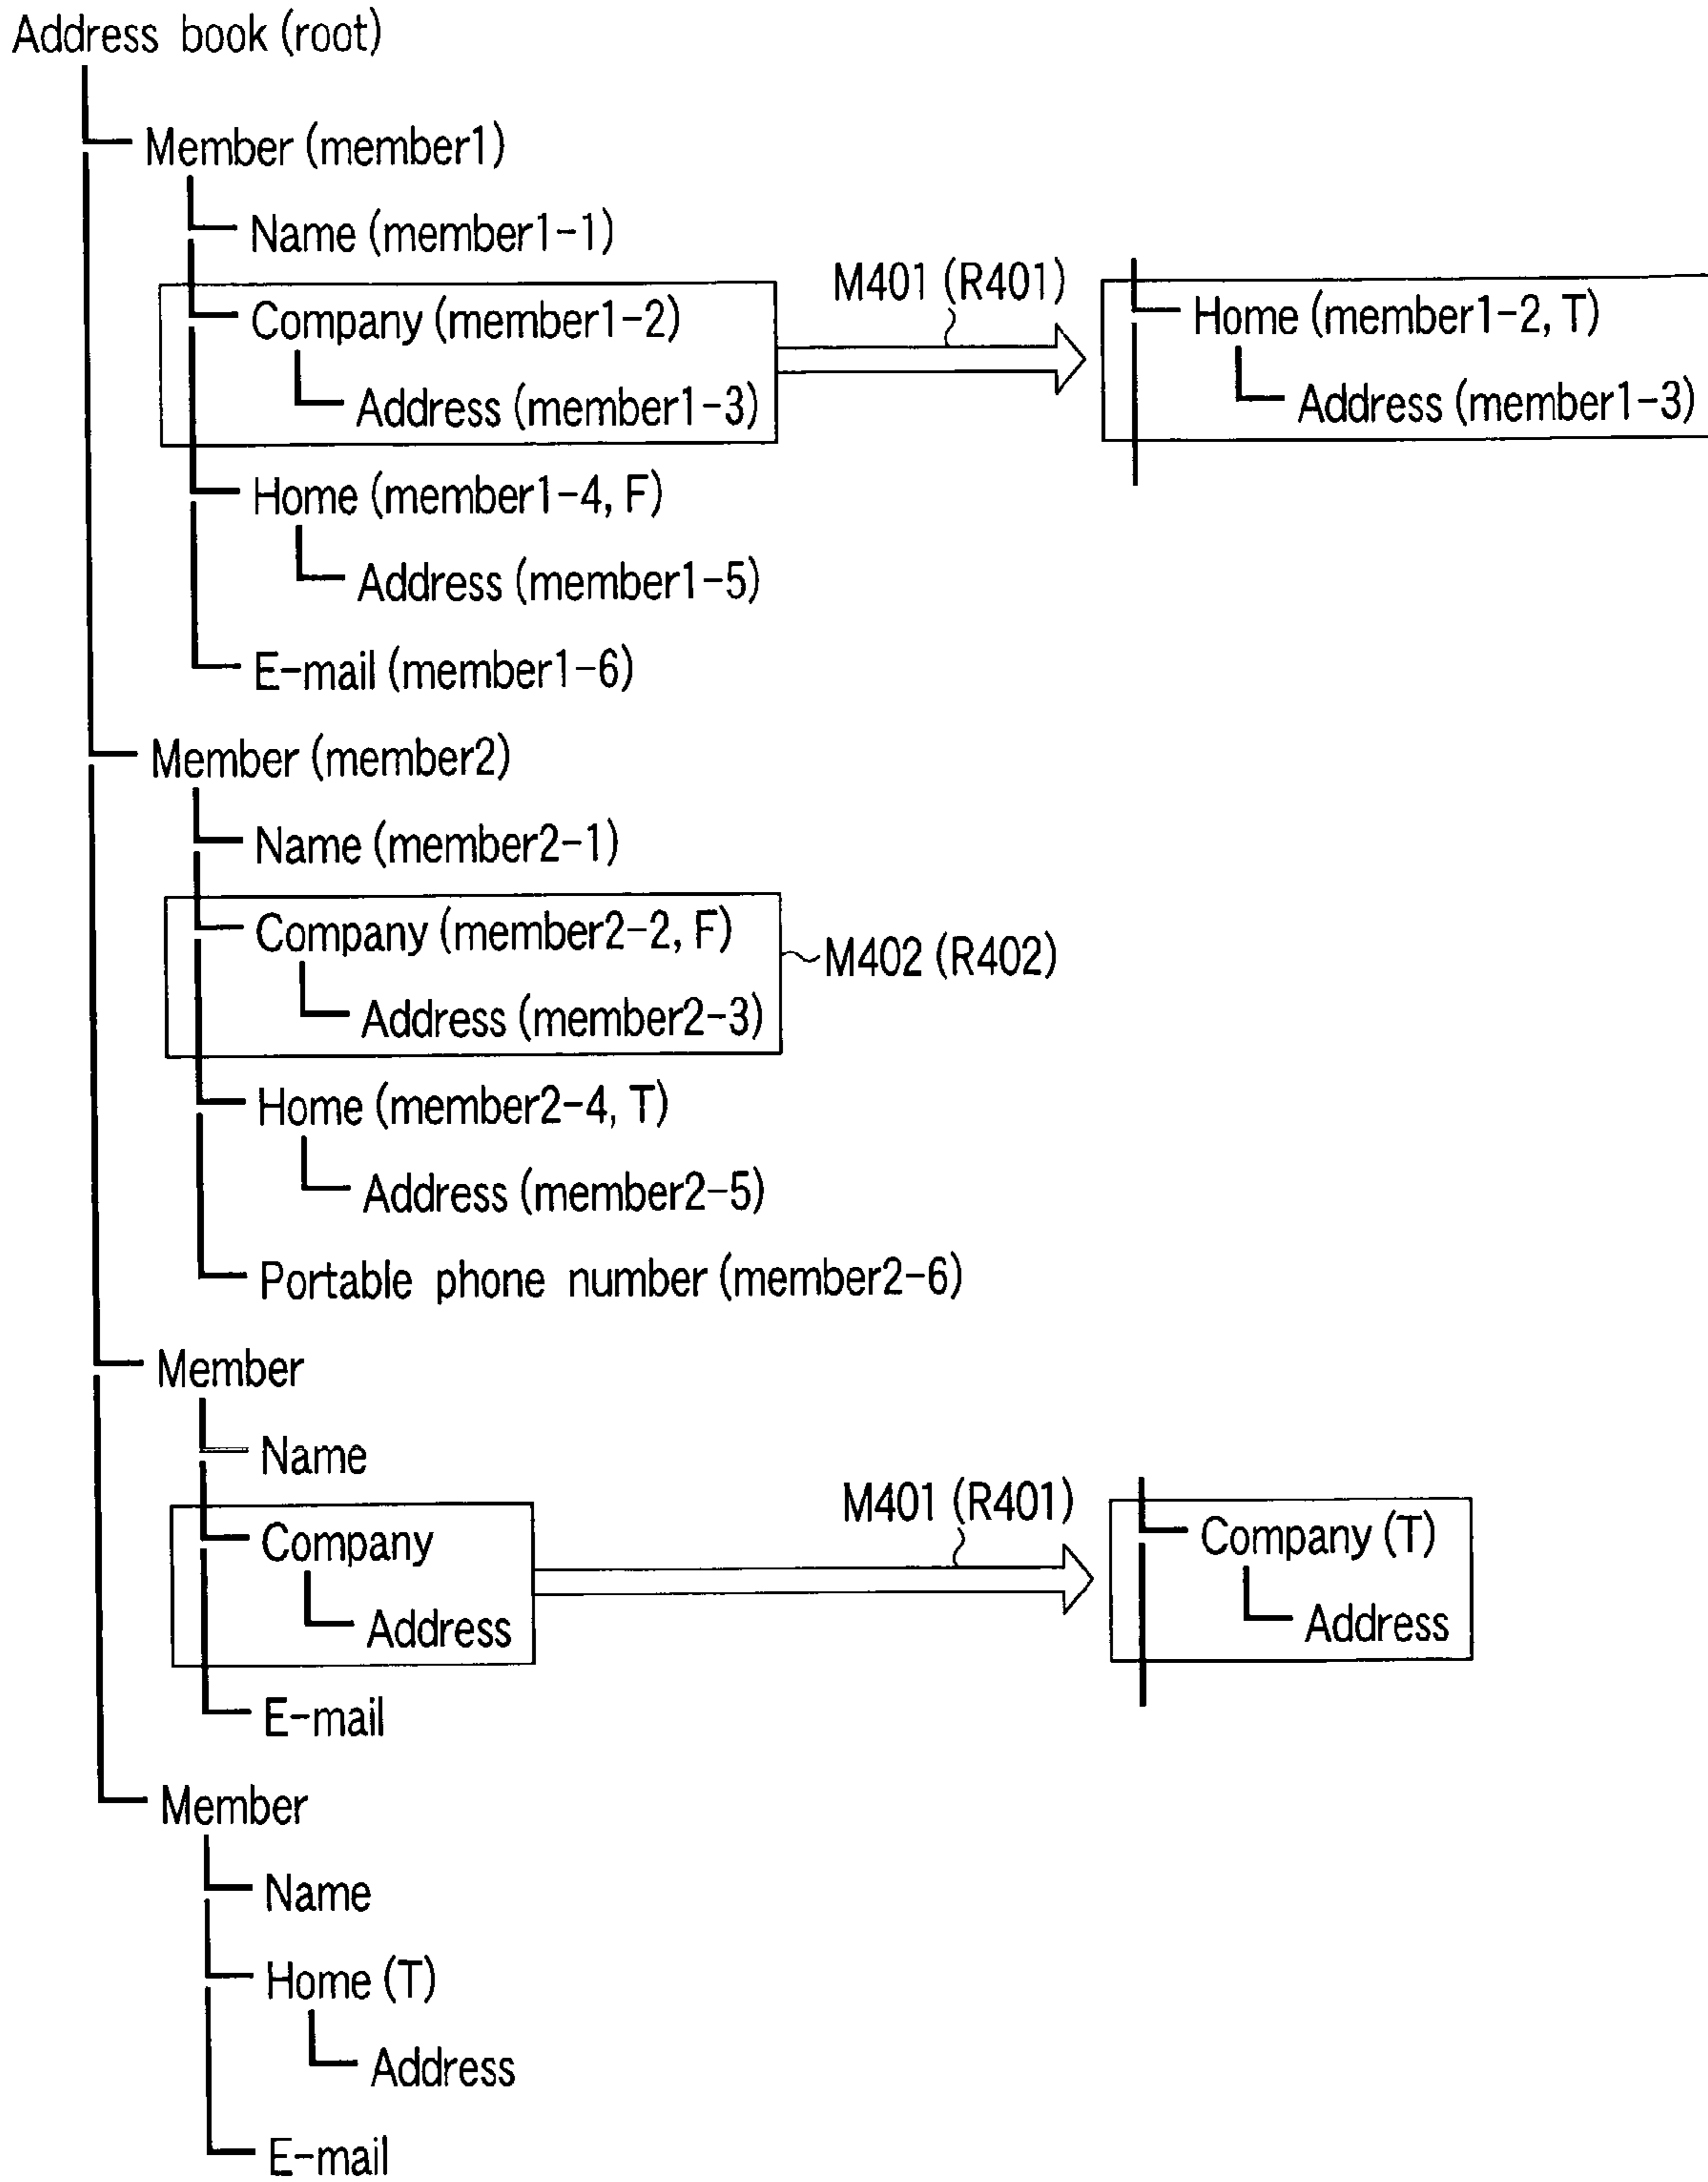 Address book (root)
Member (member1)
Name (member1-1)
M401 (R401)
Company (member1-2)
Home (member1-2, T)
Address (member1-3)
Address (member1-3)
Home (member1-4, F)
Address (member1-5)
E-mail (member1-6)
Member (member2)
Name (member2-1)
Company (member2-2, F)
M402 (R402)
Address (member2-3)
Home (member2-4, T)
Address (member2-5)
Portable phone number (member2-6)
Member
Name
M401 (R401)
Company
Company (T)
Address
Address
E-mail
Member
Name
Home (T)
Address
E-mail